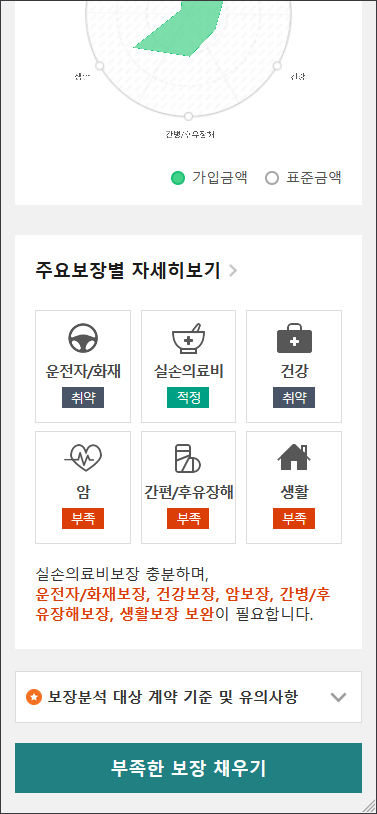 건강
간병/후유장해
가입금액 표준금액
주요보장별 자세히보기
운전자/화재 실손의료비 건강
취약 적정 취약
암 간편/후유장해 생활
부족 부족 부족
실손의료비보장 충분하며,
운전자/화재보장, 건강보장, 암보장, 간병/후
유장해보장, 생활보장 보완이 필요합니다.
보장분석 대상 계약 기준 및 유의사항
부족한 보장 채우기